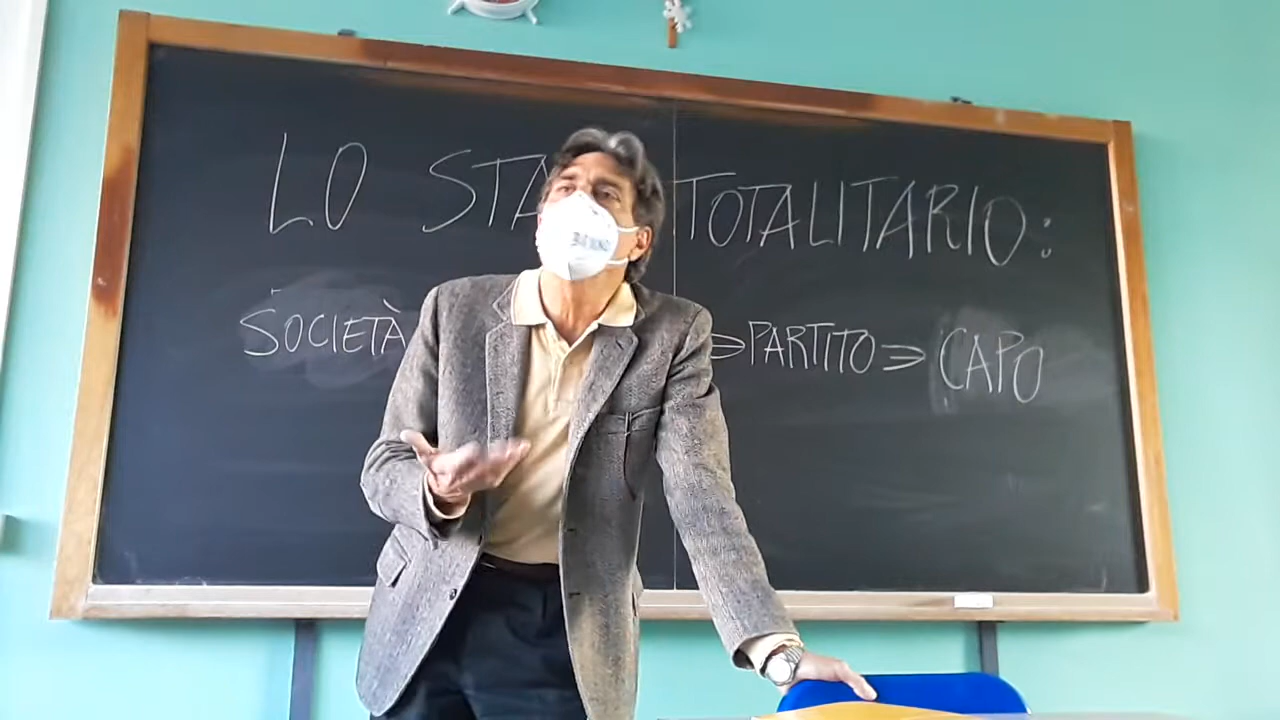 LO STA TOTALITARIO:
SOCIETÀ ⇒ PARTITO ⇒ CAPO